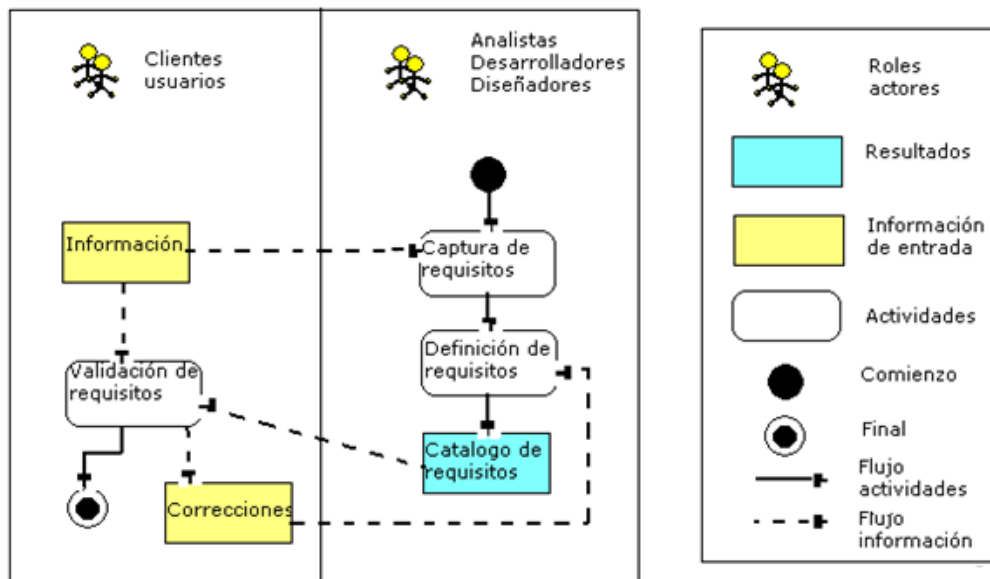 Clientes
usuarios
Analistas
Desarrolladores
Diseñadores
Información
Captura de
requisitos
Validación de
requisitos
Definición de
requisitos
Catalogo de
requisitos
Correcciones
Roles
actores
Resultados
Información
de entrada
Actividades
Comienzo
Final
Flujo
actividades
Flujo
información